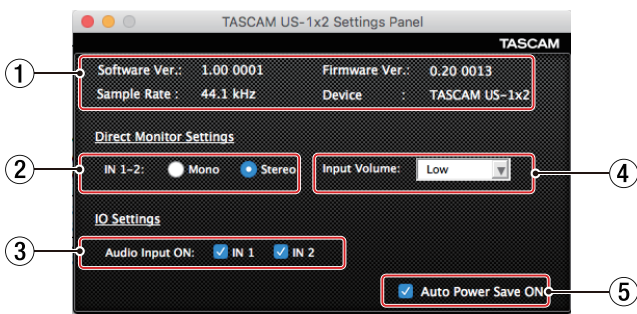 TASCAM US-1x2 Settings Panel
TASCAM
1
Software Ver.: 1.00 0001 Firmware Ver.: 0.20 0013
Sample Rate : 44.1 kHz Device : TASCAM US-1x2
Direct Monitor Settings
2 IN 1-2: Mono Stereo Input Volume: Low 4
IO Settings
3 Audio Input ON: IN 1 IN 2
Auto Power Save ON 5